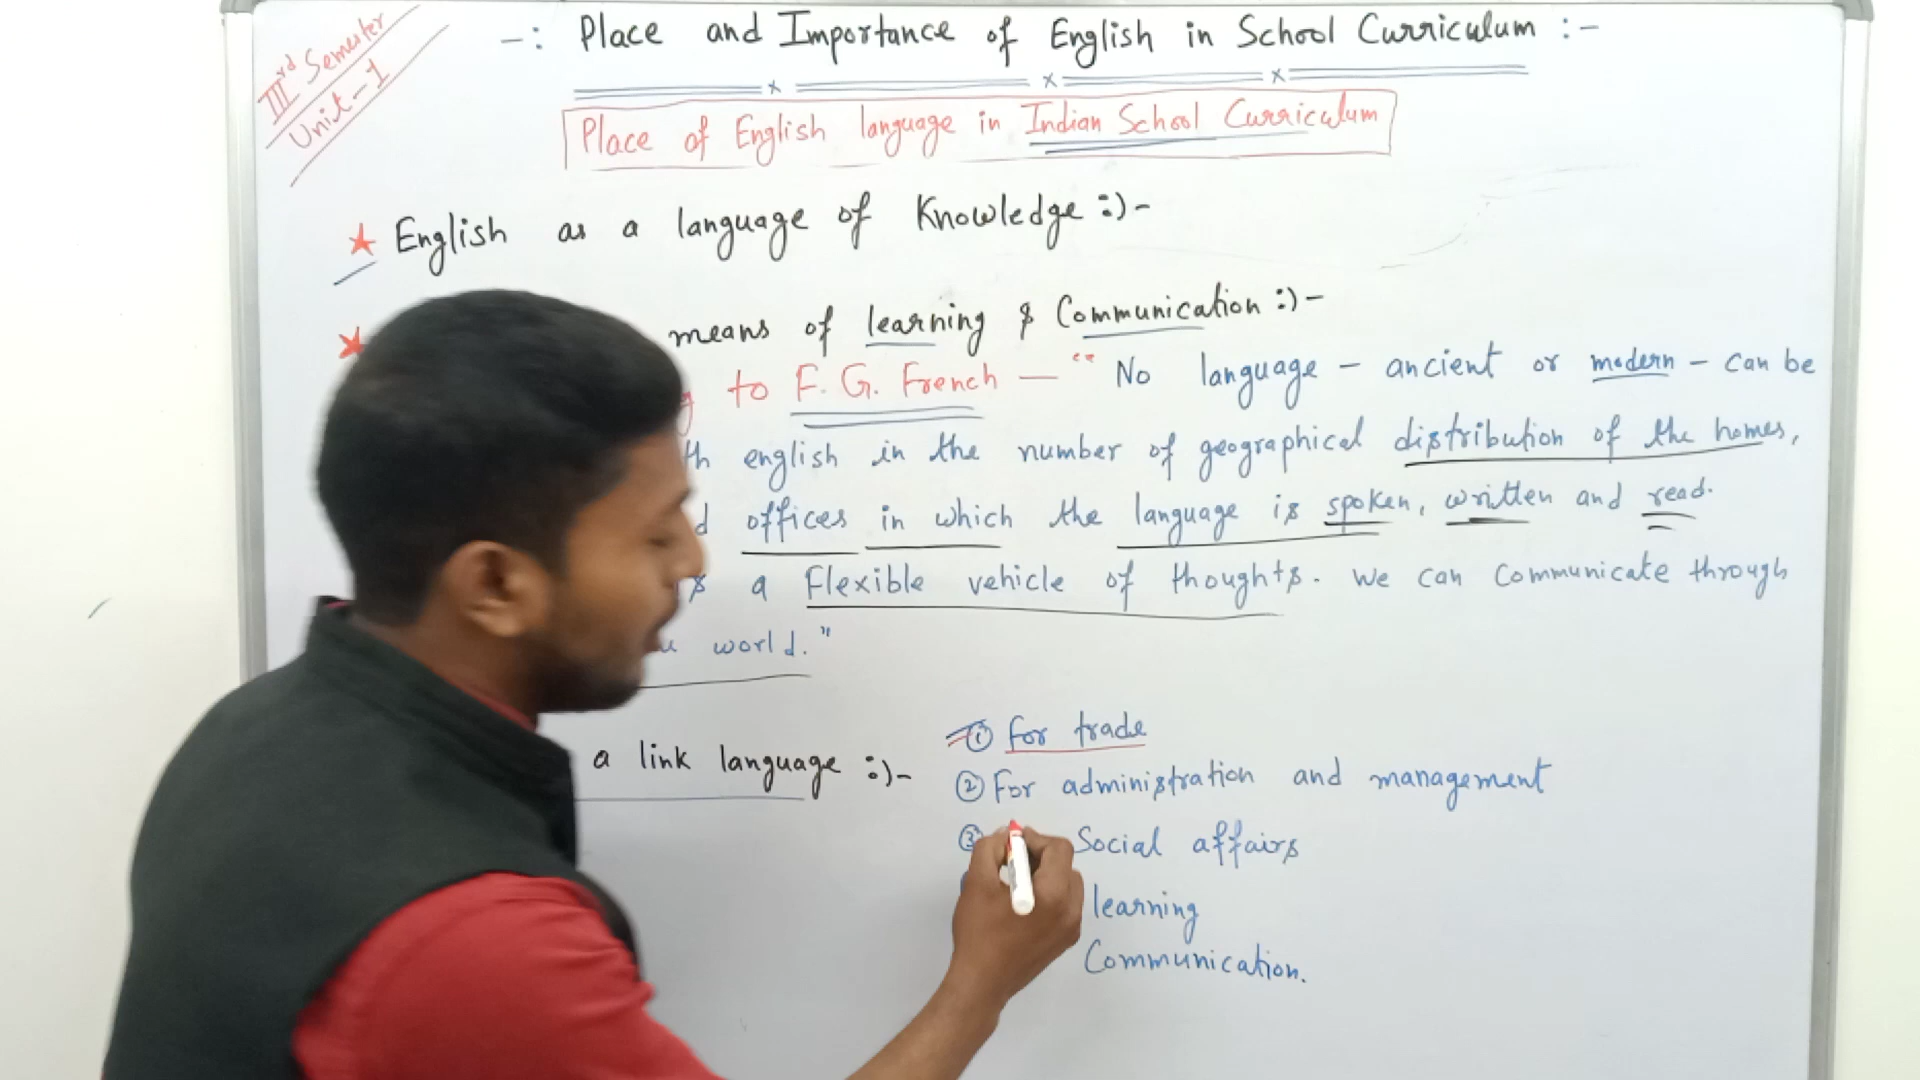 IIIrd Semester
Unit-1
-: Place and Importance of English in School Curriculum :-
Place of English language in Indian School Curriculum
★ English as a language of Knowledge :)-
★ means of learning & Communication :)-
to F. G. French — "No language - ancient or modern - can be
english in the number of geographical distribution of the homes,
offices in which the language is spoken, written and read.
a Flexible vehicle of thoughts. We can Communicate through
world."
a link language :)-
① For trade
② For administration and management
③ Social affairs
learning
Communication.